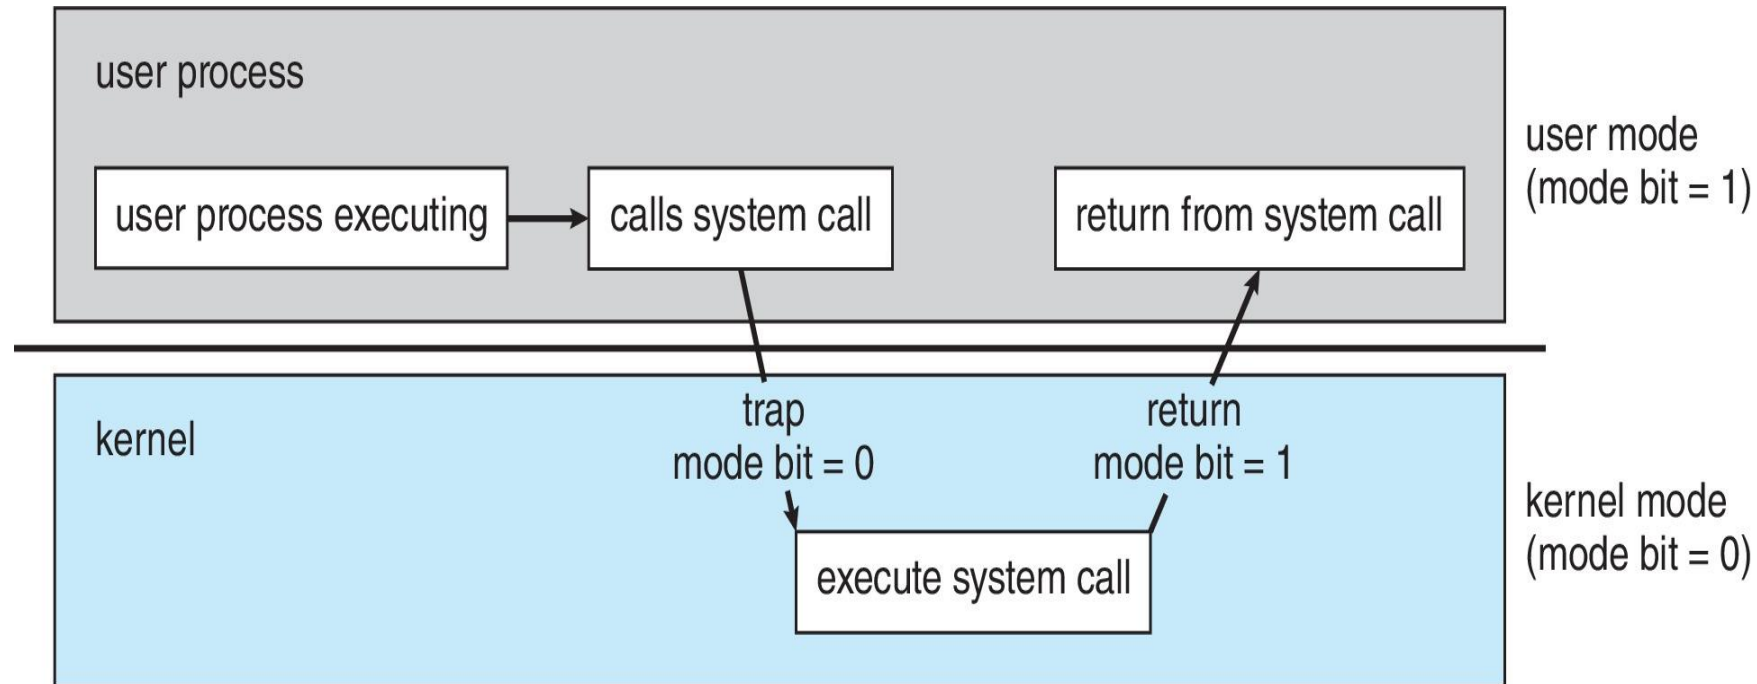 user process
user process executing
calls system call
return from system call
user mode
(mode bit = 1)
kernel
trap
mode bit = 0
return
mode bit = 1
execute system call
kernel mode
(mode bit = 0)